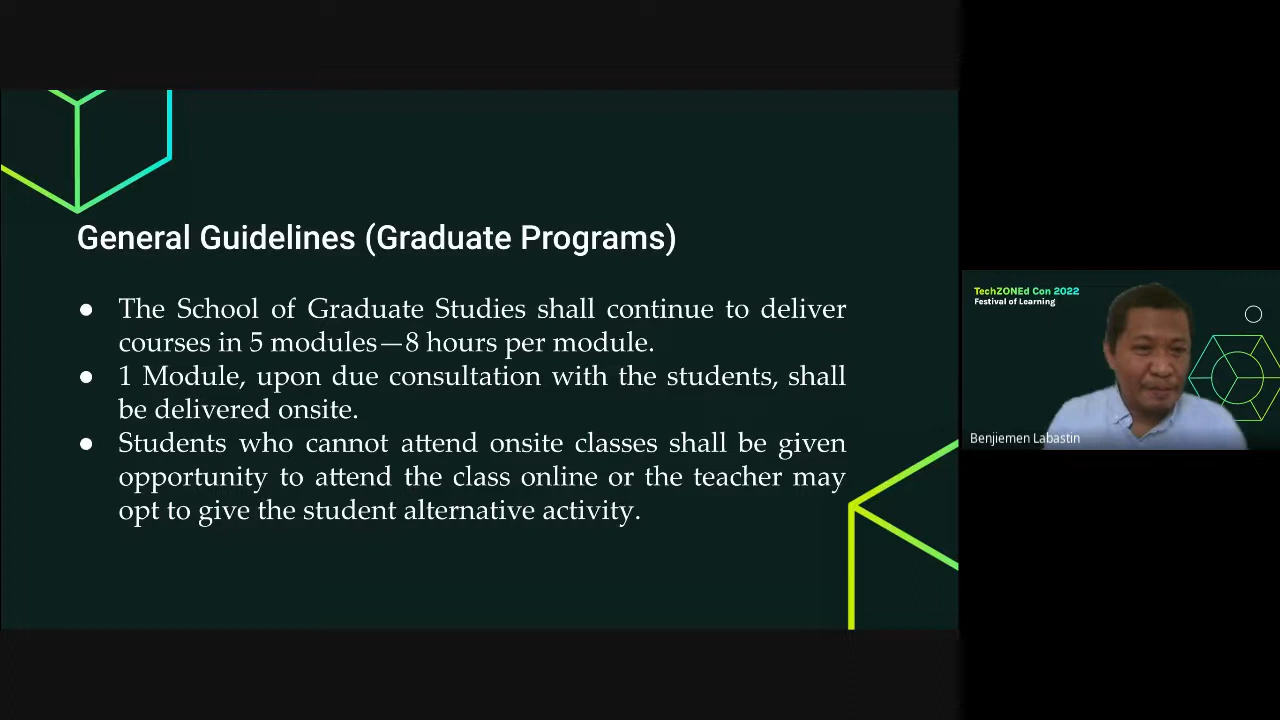 General Guidelines (Graduate Programs)
● The School of Graduate Studies shall continue to deliver
courses in 5 modules—8 hours per module.
● 1 Module, upon due consultation with the students, shall
be delivered onsite.
● Students who cannot attend onsite classes shall be given
opportunity to attend the class online or the teacher may
opt to give the student alternative activity.
TechZONEd Con 2022
Festival of Learning
Benjiemen Labastin